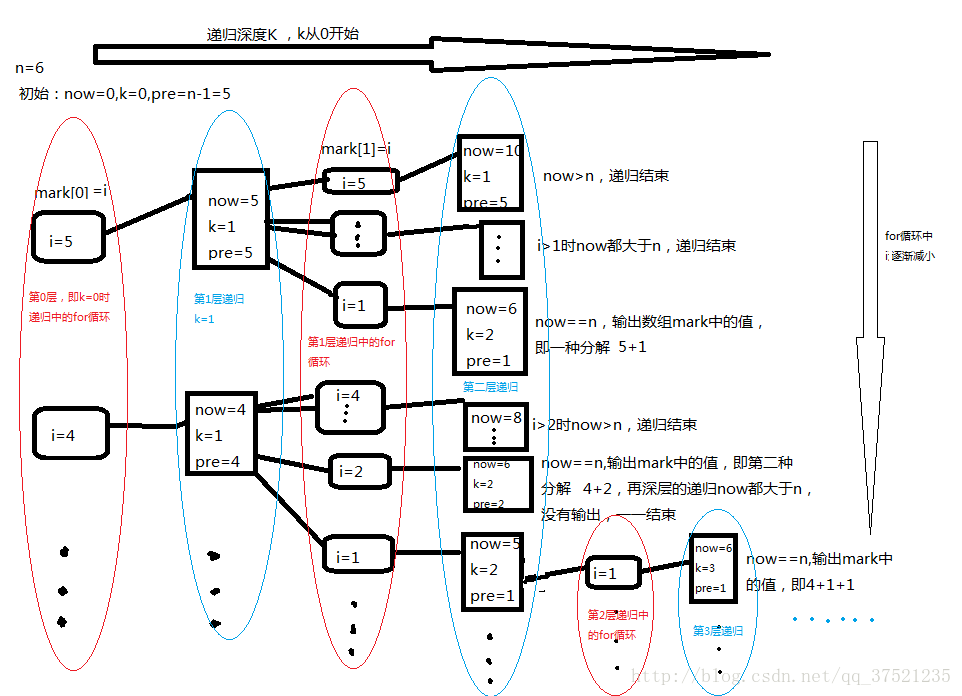 递归深度K ，k从0开始
n=6
初始：now=0,k=0,pre=n-1=5
mark[0] =i
i=5
第0层，即k=0时
递归中的for循环
i=4
now=5
k=1
pre=5
第1层递归
k=1
now=4
k=1
pre=4
mark[1]=i
i=5
i=1
第1层递归中的for
循环
i=4
i=2
i=1
now=10
k=1
pre=5
now>n，递归结束
i>1时now都大于n，递归结束
now=6
k=2
pre=1
now==n，输出数组mark中的值，
即一种分解 5+1
第二层递归
now=8
i>2时now>n，递归结束
now=6
k=2
pre=2
now==n,输出mark中的值，即第二种
分解 4+2，再深层的递归now都大于n，
没有输出，一一结束
now=5
k=2
pre=1
i=1
第2层递归中
的for循环
now=6
k=3
pre=1
第3层递归
now==n,输出mark中
的值，即4+1+1
for循环中
i逐渐减小
http://blog.csdn.net/qq_37521235